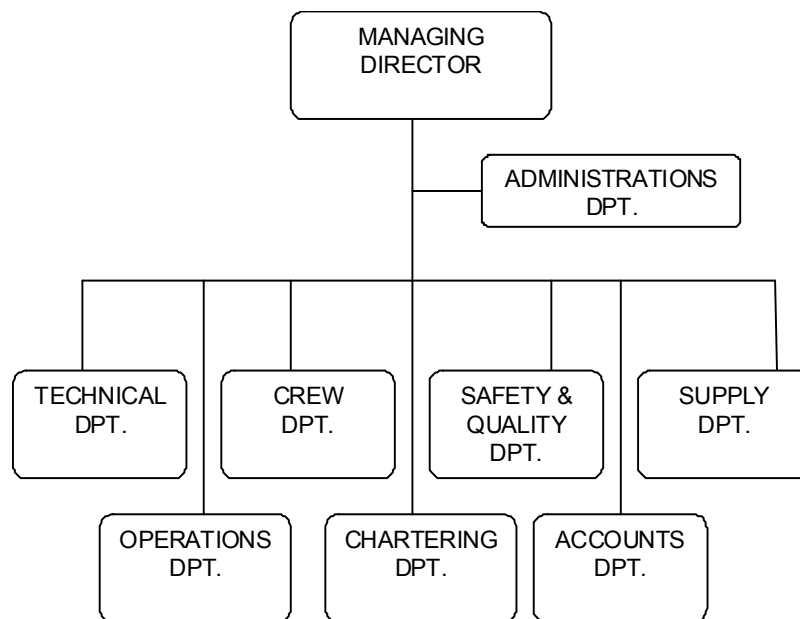 MANAGING
DIRECTOR
ADMINISTRATIONS
DPT.
TECHNICAL
DPT.
CREW
DPT.
SAFETY &
QUALITY
DPT.
SUPPLY
DPT.
OPERATIONS
DPT.
CHARTERING
DPT.
ACCOUNTS
DPT.